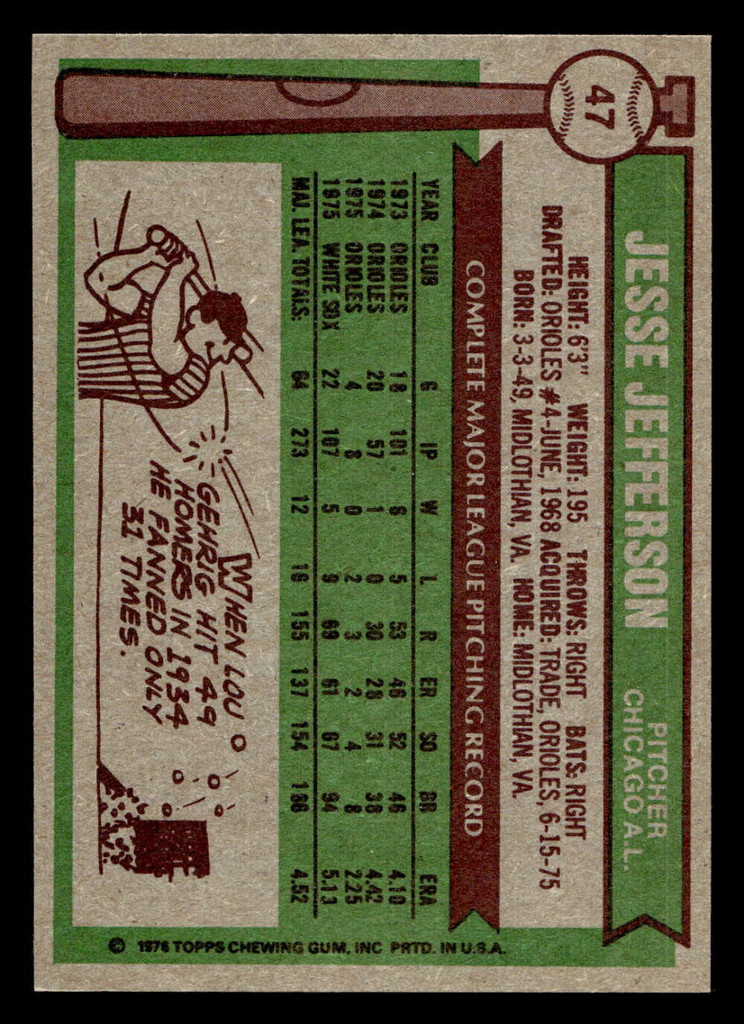 47
JESSE JEFFERSON
PITCHER
CHICAGO A.L.
HEIGHT: 6'3" WEIGHT: 195 THROWS: RIGHT BATS: RIGHT
DRAFTED: ORIOLES #4-JUNE, 1968 ACQUIRED: TRADE, ORIOLES, 6-15-75
BORN: 3-3-49, MIDLOTHIAN, VA. HOME: MIDLOTHIAN, VA.
COMPLETE MAJOR LEAGUE PITCHING RECORD
YEAR CLUB G IP W L R ER SO BR ERA
1973 ORIOLES 18 101 6 5 53 46 52 46 4.10
1974 ORIOLES 20 57 1 0 30 28 31 38 4.42
1975 ORIOLES 4 8 0 2 3 2 4 8 2.25
1975 WHITE SOX 22 107 5 9 69 61 67 94 5.13
MAJ. LEA. TOTALS: 64 273 12 16 155 137 154 186 4.52
WHEN LOU
GEHRIG HIT 49
HOMERS IN 1934
HE FANNED ONLY
31 TIMES.
© 1976 TOPPS CHEWING GUM, INC PRTD. IN U.S.A.